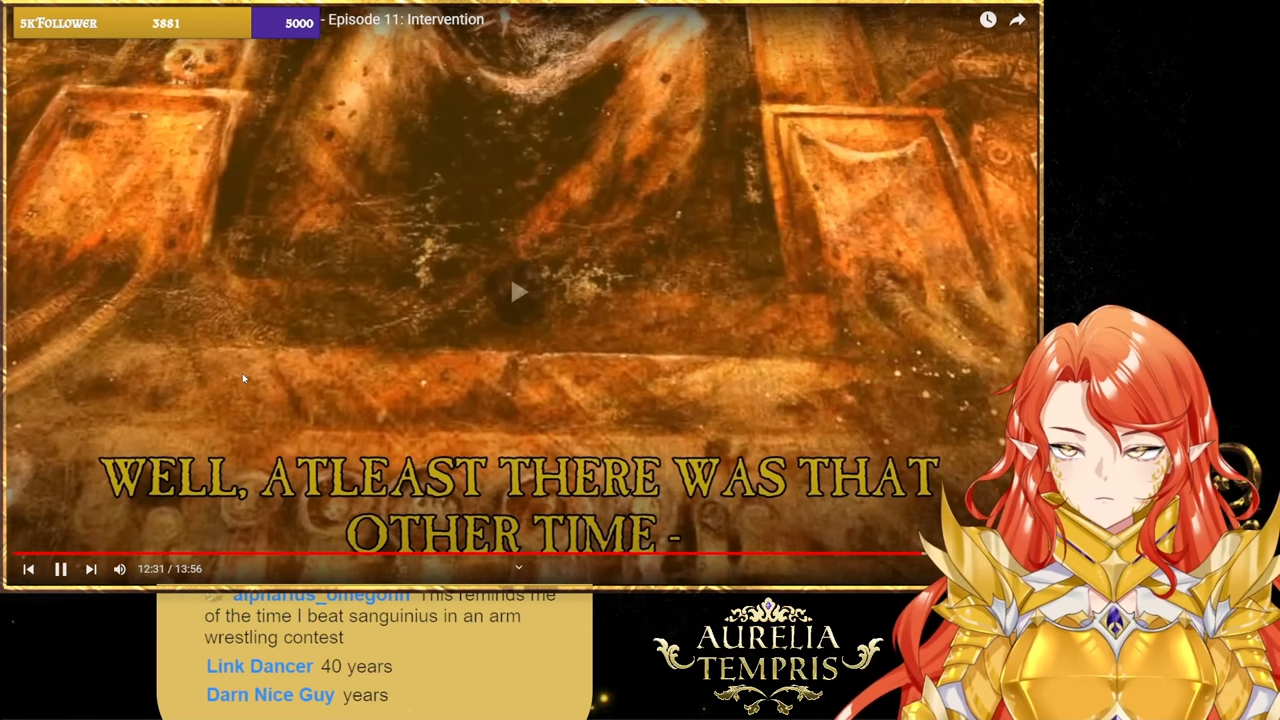 5K FOLLOWER 3881 5000 - Episode 11: Intervention
WELL, ATLEAST THERE WAS THAT
OTHER TIME -
12:31 / 13:56
alpharius_omegonn This reminds me
of the time I beat sanguinius in an arm
wrestling contest
Link Dancer 40 years
Darn Nice Guy years
AURELIA
TEMPRIS